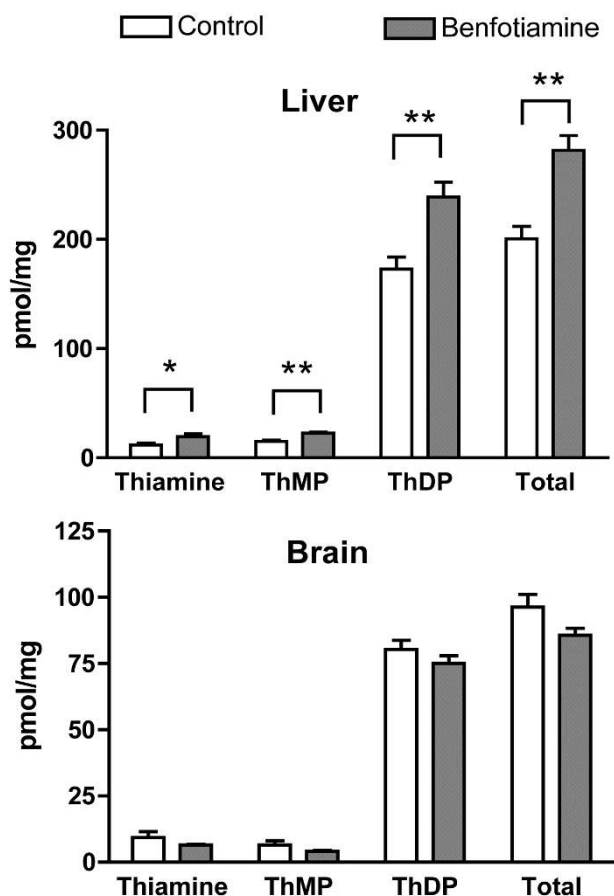 Control Benfotiamine
Liver
pmol/mg
300
200
100
0
* ** ** **
Thiamine ThMP ThDP Total
Brain
pmol/mg
125
100
75
50
25
0
Thiamine ThMP ThDP Total